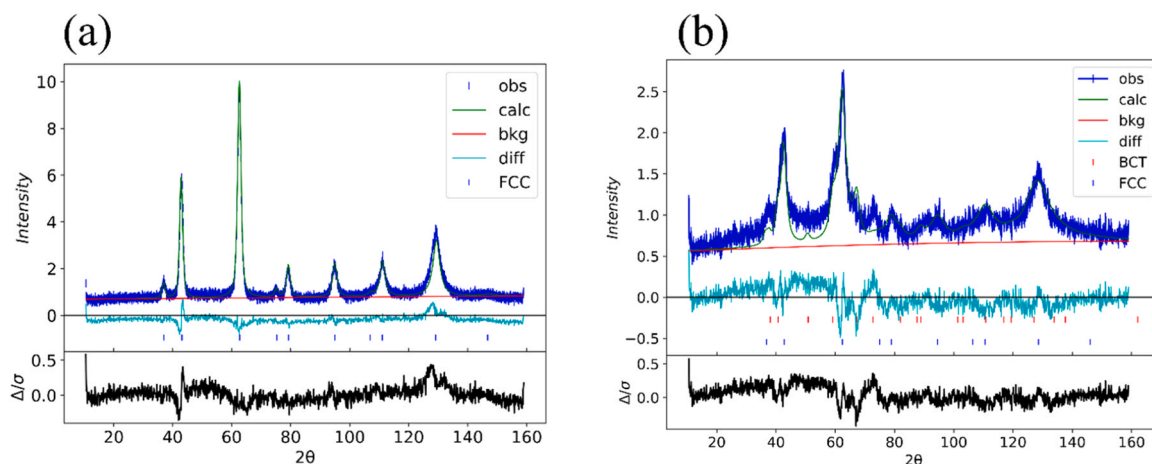 (a)
10
8
6
4
2
0
Intensity
obs
calc
bkg
diff
FCC
0.5
0.0
Δ/σ
20 40 60 80 100 120 140 160
2θ
(b)
2.5
2.0
1.5
1.0
0.5
0.0
−0.5
Intensity
obs
calc
bkg
diff
BCT
FCC
0.5
0.0
Δ/σ
20 40 60 80 100 120 140 160
2θ